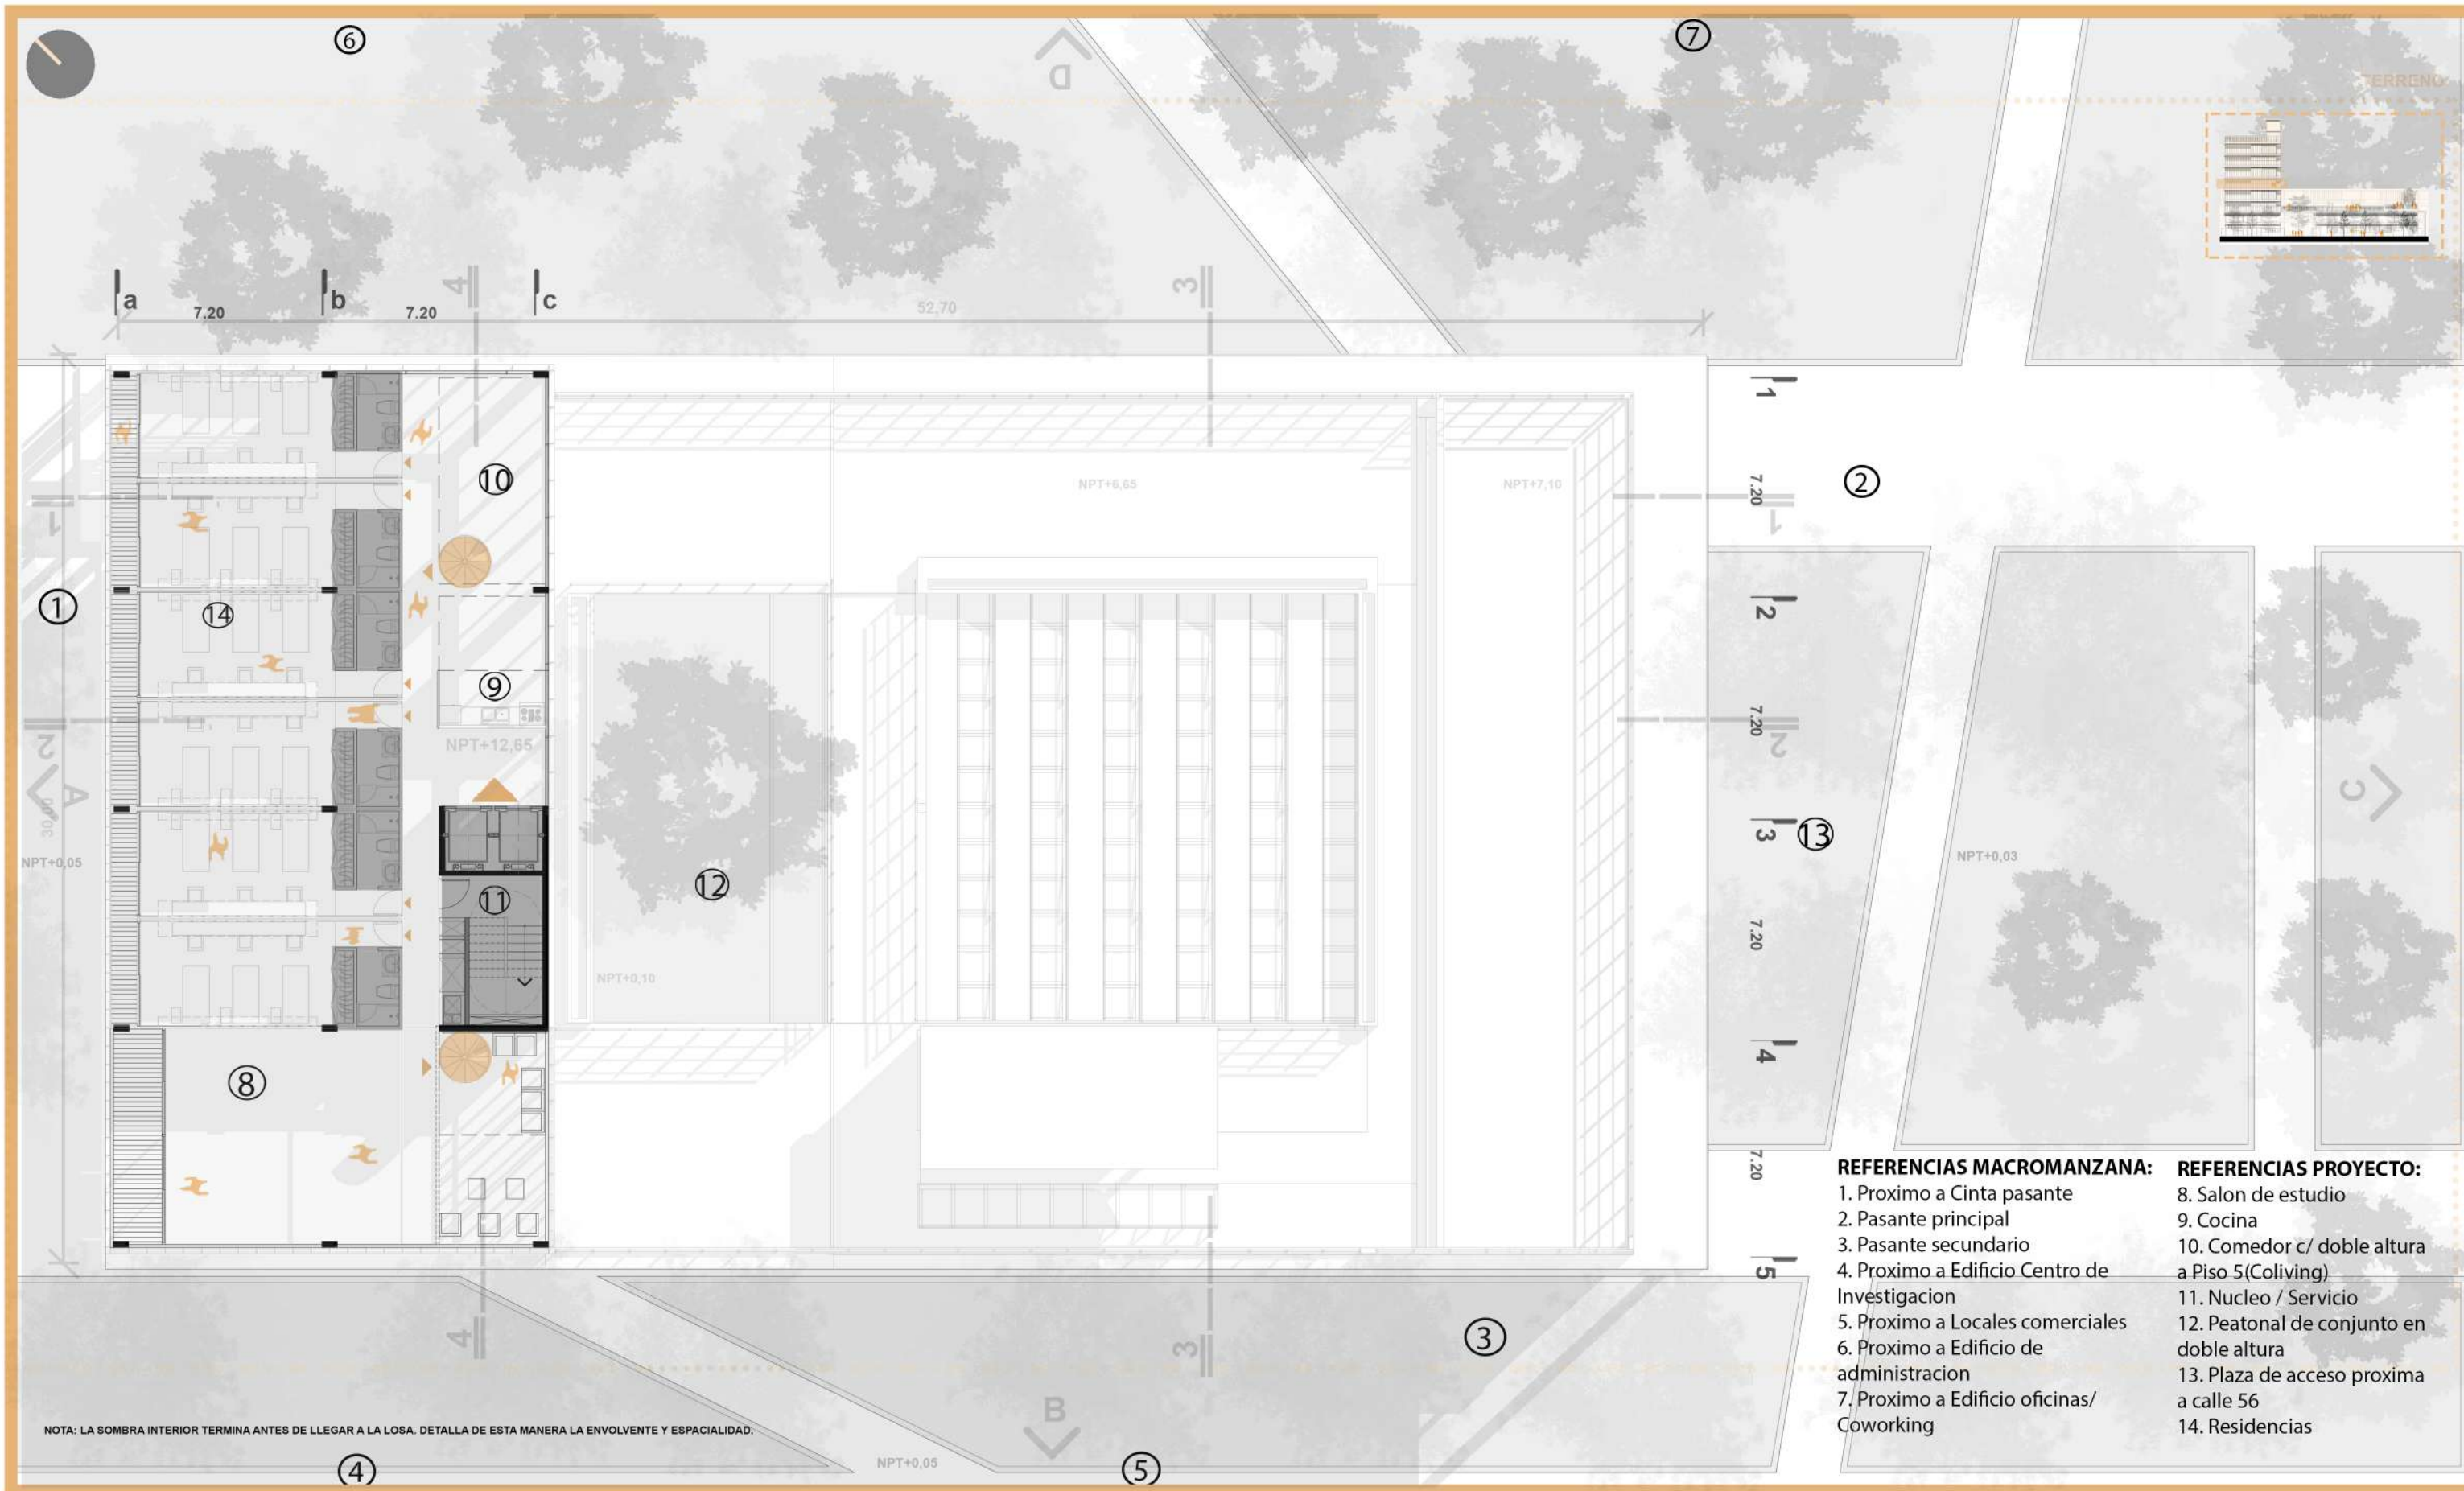 6
7
D
TERRENO
a
7.20
b
7.20
4
c
52,70
3
1
10
NPT+6,65
NPT+7,10
7.20
2
1
1
1
14
2
9
7.20
NPT+12,65
2
2
A
30,00
C
3
13
NPT+0,05
NPT+0,03
12
11
7.20
NPT+0,10
4
8
7.20
5
REFERENCIAS MACROMANZANA:
1. Proximo a Cinta pasante
2. Pasante principal
3. Pasante secundario
4. Proximo a Edificio Centro de
Investigacion
5. Proximo a Locales comerciales
6. Proximo a Edificio de
administracion
7. Proximo a Edificio oficinas/
Coworking
REFERENCIAS PROYECTO:
8. Salon de estudio
9. Cocina
10. Comedor c/ doble altura
a Piso 5(Coliving)
11. Nucleo / Servicio
12. Peatonal de conjunto en
doble altura
13. Plaza de acceso proxima
a calle 56
14. Residencias
4
3
3
B
NOTA: LA SOMBRA INTERIOR TERMINA ANTES DE LLEGAR A LA LOSA. DETALLA DE ESTA MANERA LA ENVOLVENTE Y ESPACIALIDAD.
4
NPT+0,05
5